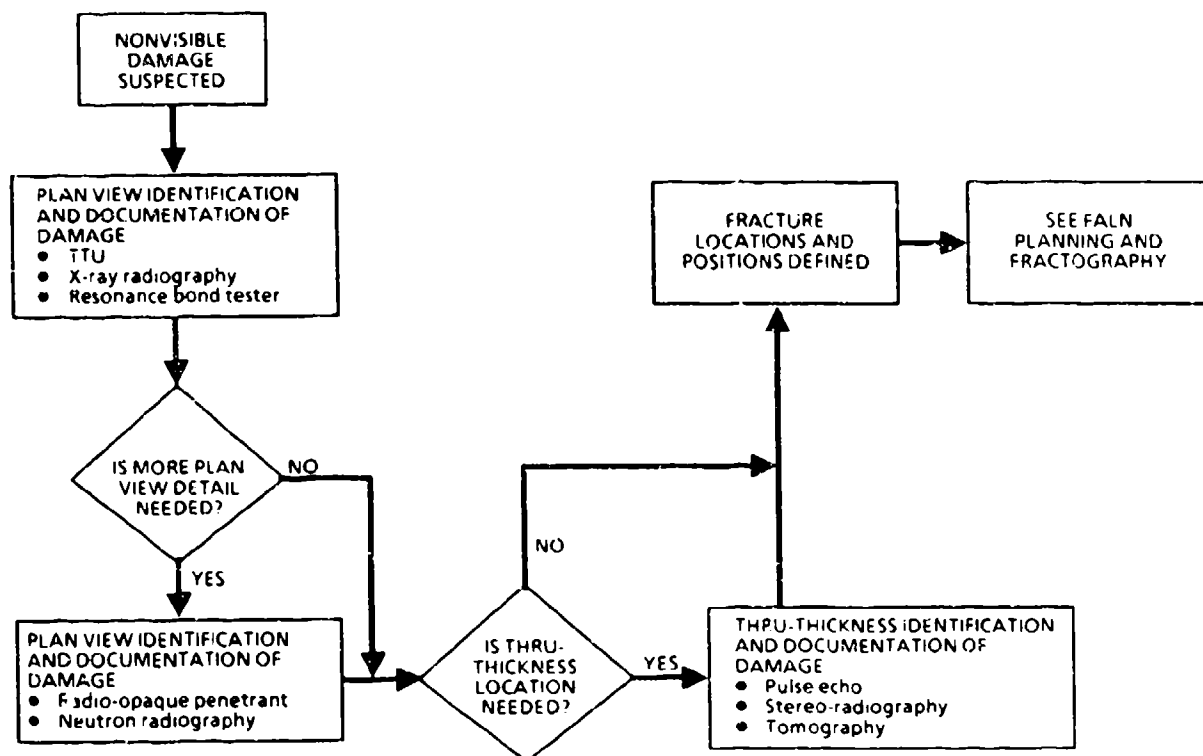 NONVISIBLE
DAMAGE
SUSPECTED
PLAN VIEW IDENTIFICATION
AND DOCUMENTATION OF
DAMAGE
● TTU
● X-ray radiography
● Resonance bond tester
IS MORE PLAN
VIEW DETAIL
NEEDED?
NO
YES
PLAN VIEW IDENTIFICATION
AND DOCUMENTATION OF
DAMAGE
● Radio-opaque penetrant
● Neutron radiography
IS THRU-
THICKNESS
LOCATION
NEEDED?
NO
YES
THRU-THICKNESS IDENTIFICATION
AND DOCUMENTATION OF
DAMAGE
● Pulse echo
● Stereo-radiography
● Tomography
FRACTURE
LOCATIONS AND
POSITIONS DEFINED
SEE FALN
PLANNING AND
FRACTOGRAPHY